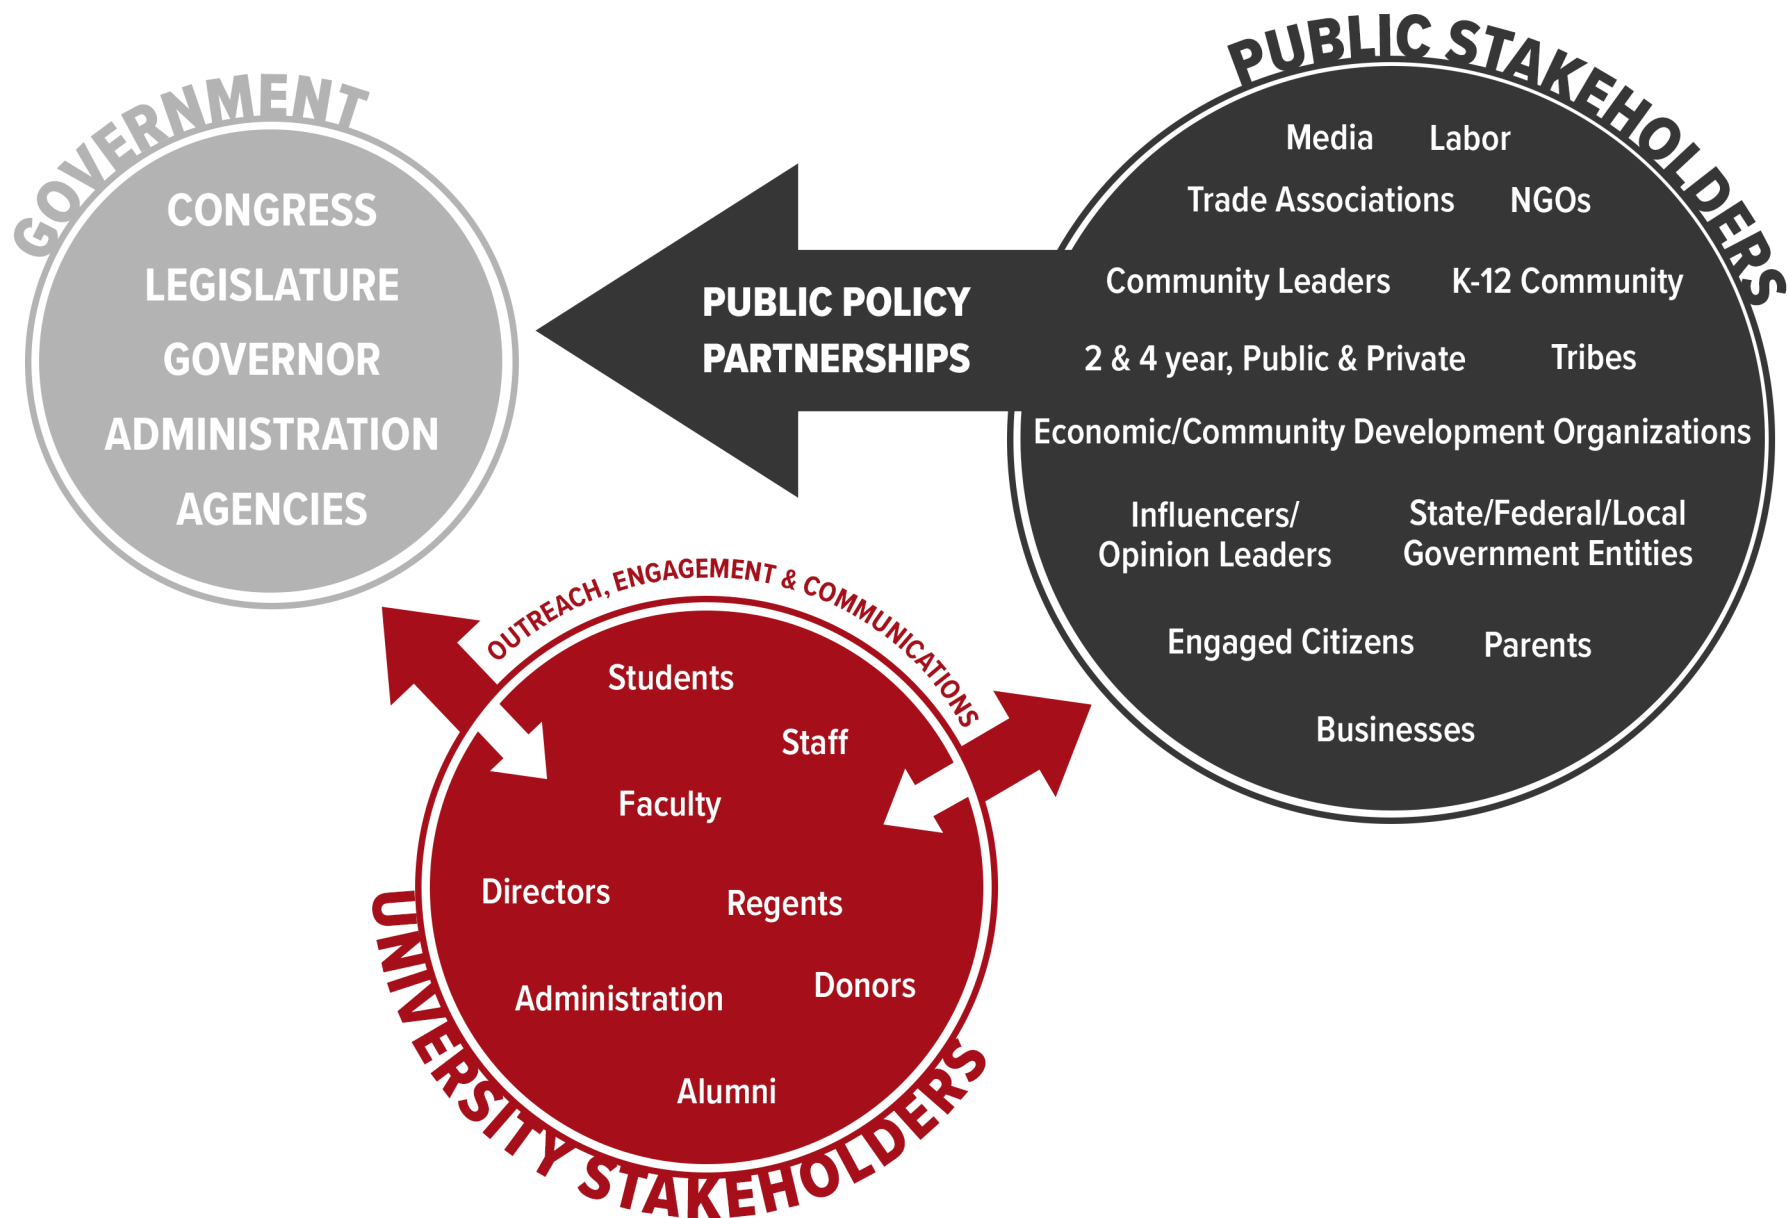 GOVERNMENT
CONGRESS
LEGISLATURE
GOVERNOR
ADMINISTRATION
AGENCIES
PUBLIC POLICY
PARTNERSHIPS
PUBLIC STAKEHOLDERS
Media Labor
Trade Associations NGOs
Community Leaders K-12 Community
2 & 4 year, Public & Private Tribes
Economic/Community Development Organizations
Influencers/
Opinion Leaders
State/Federal/Local
Government Entities
Engaged Citizens Parents
Businesses
OUTREACH, ENGAGEMENT & COMMUNICATIONS
Students
Staff
Faculty
Directors
Regents
Administration
Donors
Alumni
UNIVERSITY STAKEHOLDERS